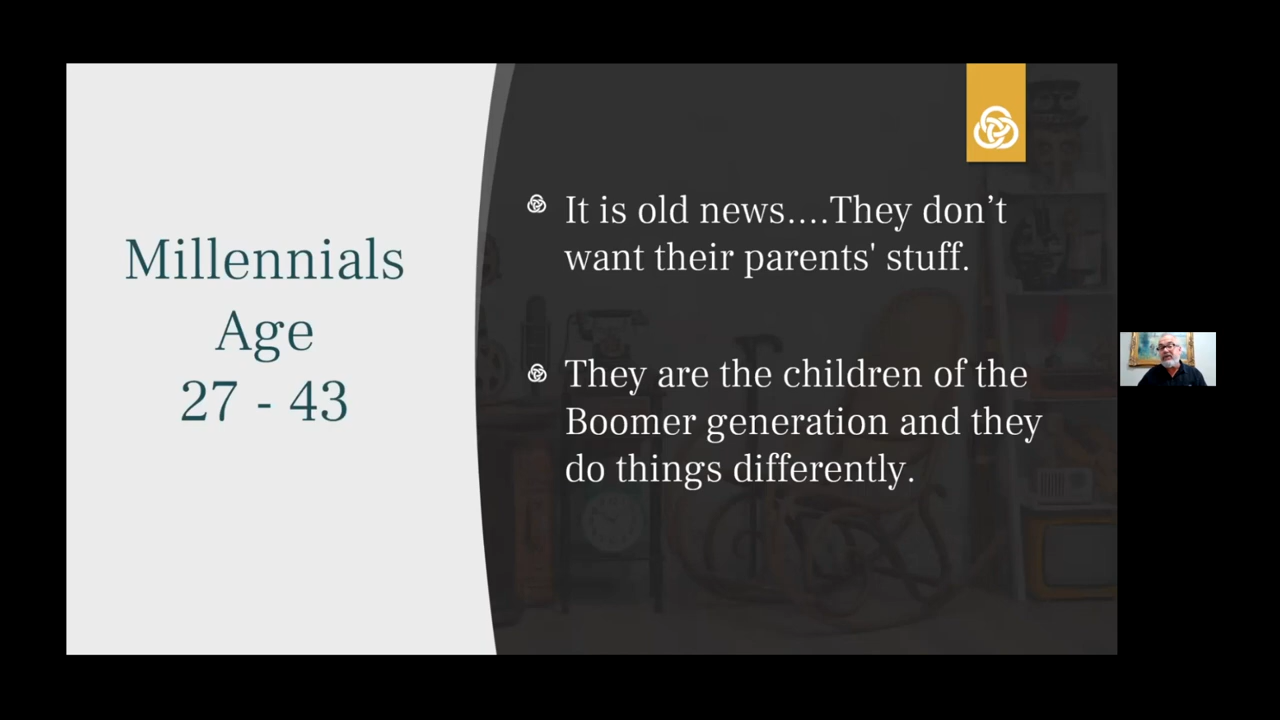 Millennials
Age
27 - 43
It is old news....They don’t
want their parents' stuff.
They are the children of the
Boomer generation and they
do things differently.